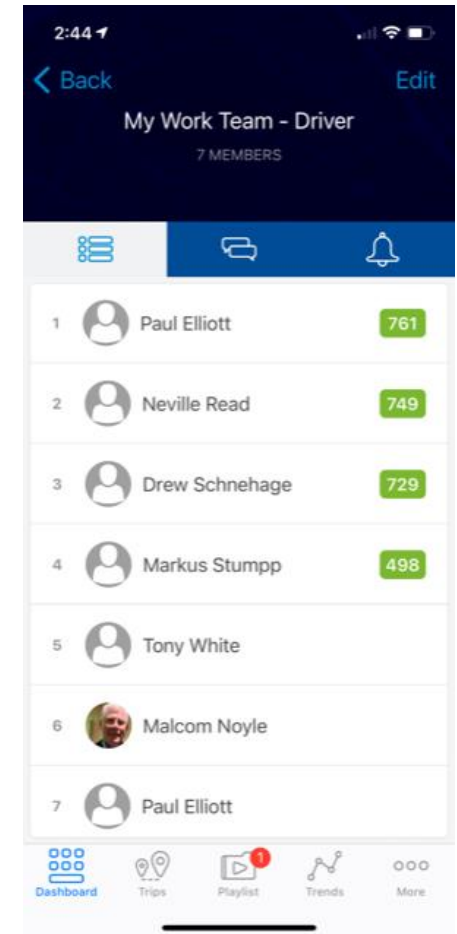 2:44
Back Edit
My Work Team - Driver
7 MEMBERS
1 Paul Elliott 761
2 Neville Read 749
3 Drew Schnehage 729
4 Markus Stumpp 498
5 Tony White
6 Malcom Noyle
7 Paul Elliott
1
Dashboard Trips Playlist Trends More